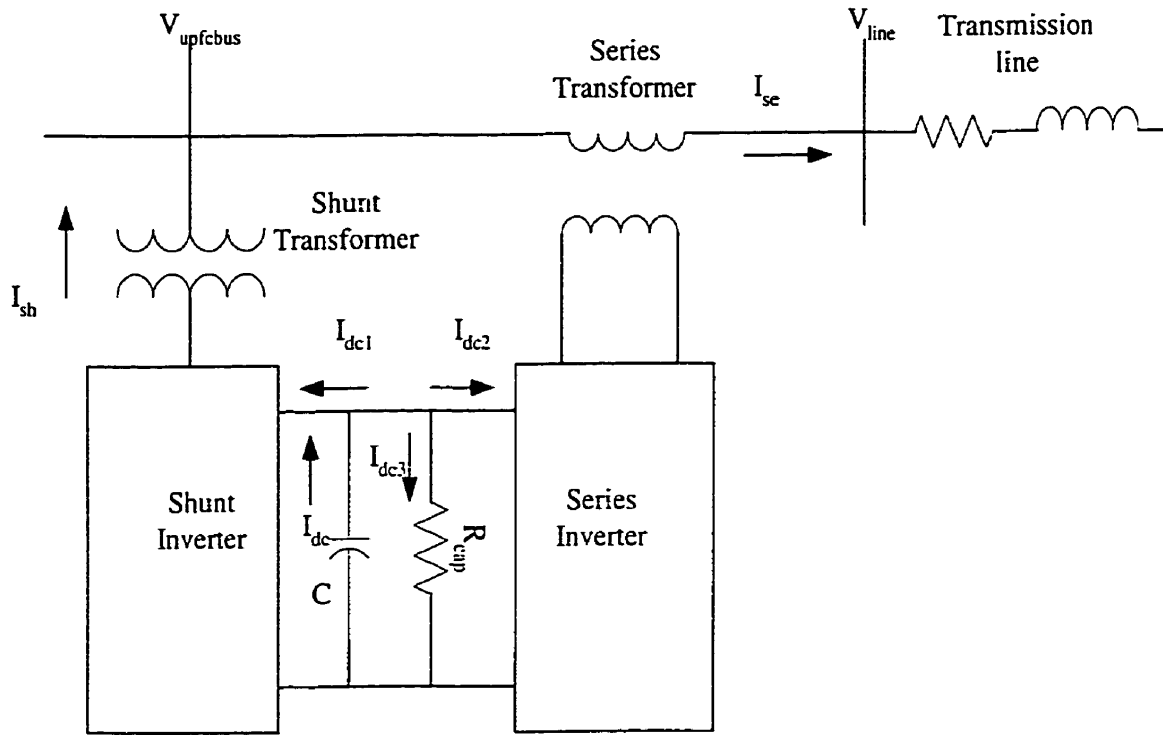 V_upfcbus
Series
Transformer
I_se
V_line
Transmission
line
Shunt
Transformer
I_sh
I_dc1
I_dc2
I_dc3
I_dc
C
R_cap
Shunt
Inverter
Series
Inverter